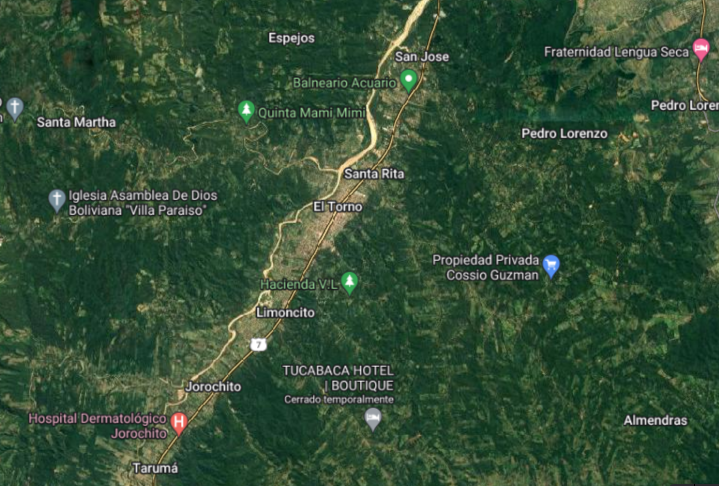 Espejos
San Jose
Fraternidad Lengua Seca
Balneario Acuario
Quinta Mami Mimi
Santa Martha
Pedro Lorenzo
Santa Rita
Iglesia Asamblea De Dios
Boliviana "Villa Paraiso"
El Torno
Propiedad Privada
Cossio Guzman
Hacienda V.L
Limoncito
7
TUCABACA HOTEL
| BOUTIQUE
Cerrado temporalmente
Jorochito
H
Hospital Dermatológico
Jorochito
Almendras
Tarumá